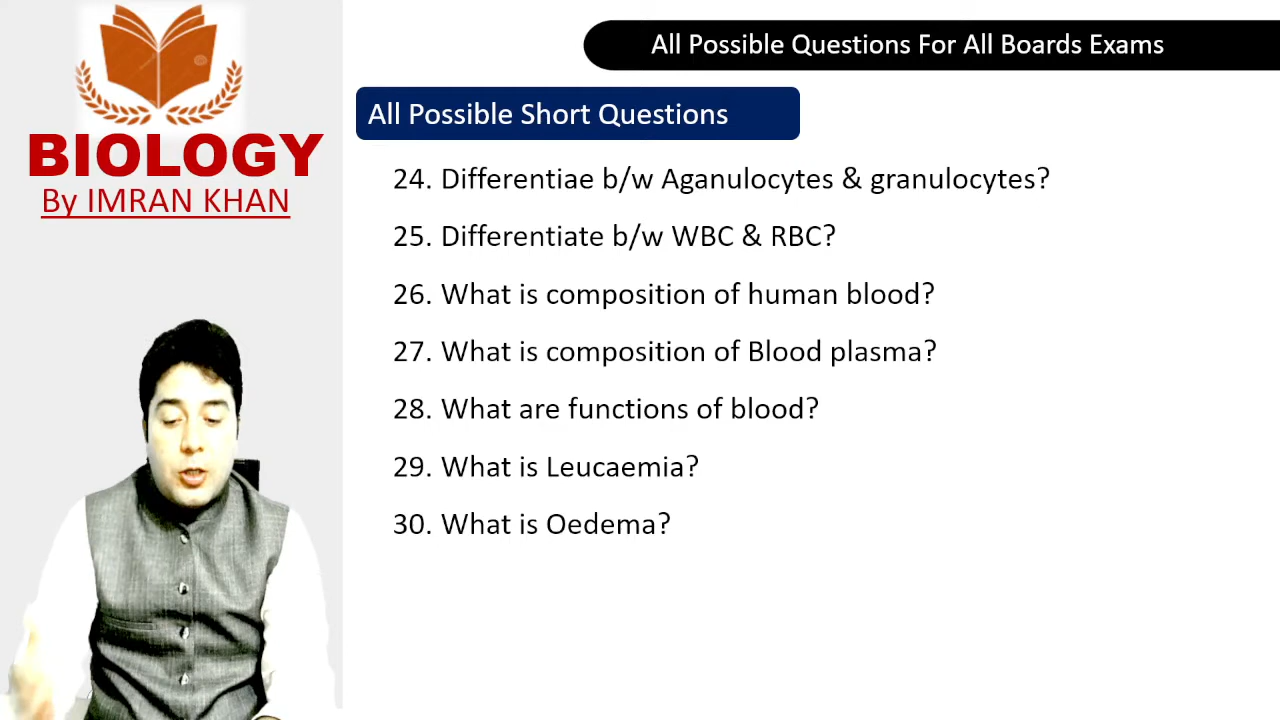 All Possible Questions For All Boards Exams
BIOLOGY
By IMRAN KHAN
All Possible Short Questions
24. Differentiae b/w Aganulocytes & granulocytes?
25. Differentiate b/w WBC & RBC?
26. What is composition of human blood?
27. What is composition of Blood plasma?
28. What are functions of blood?
29. What is Leucaemia?
30. What is Oedema?